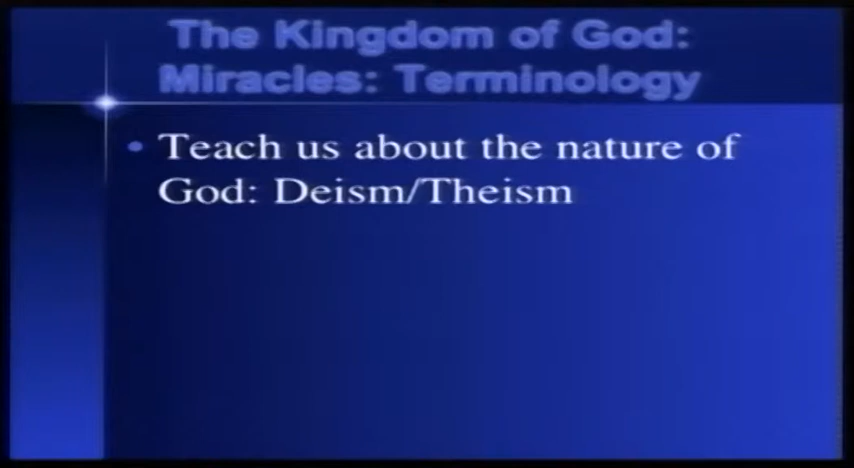 The Kingdom of God:
Miracles: Terminology
• Teach us about the nature of
God: Deism/Theism